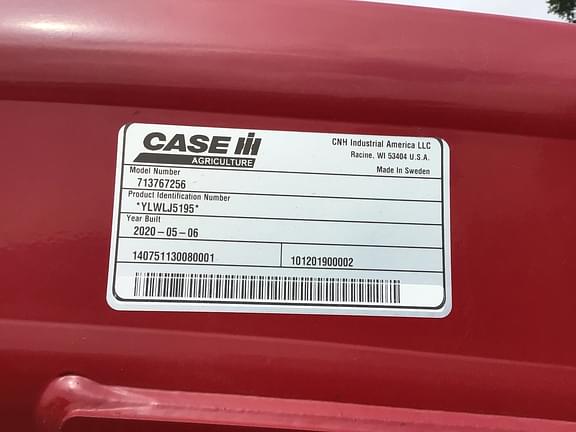 CASE IH
AGRICULTURE
CNH Industrial America LLC
Racine, WI 53404 U.S.A.
Made in Sweden
Model Number
713767256
Product Identification Number
*YLWLJ5195*
Year Built
2020-05-06
140751130080001
101201900002